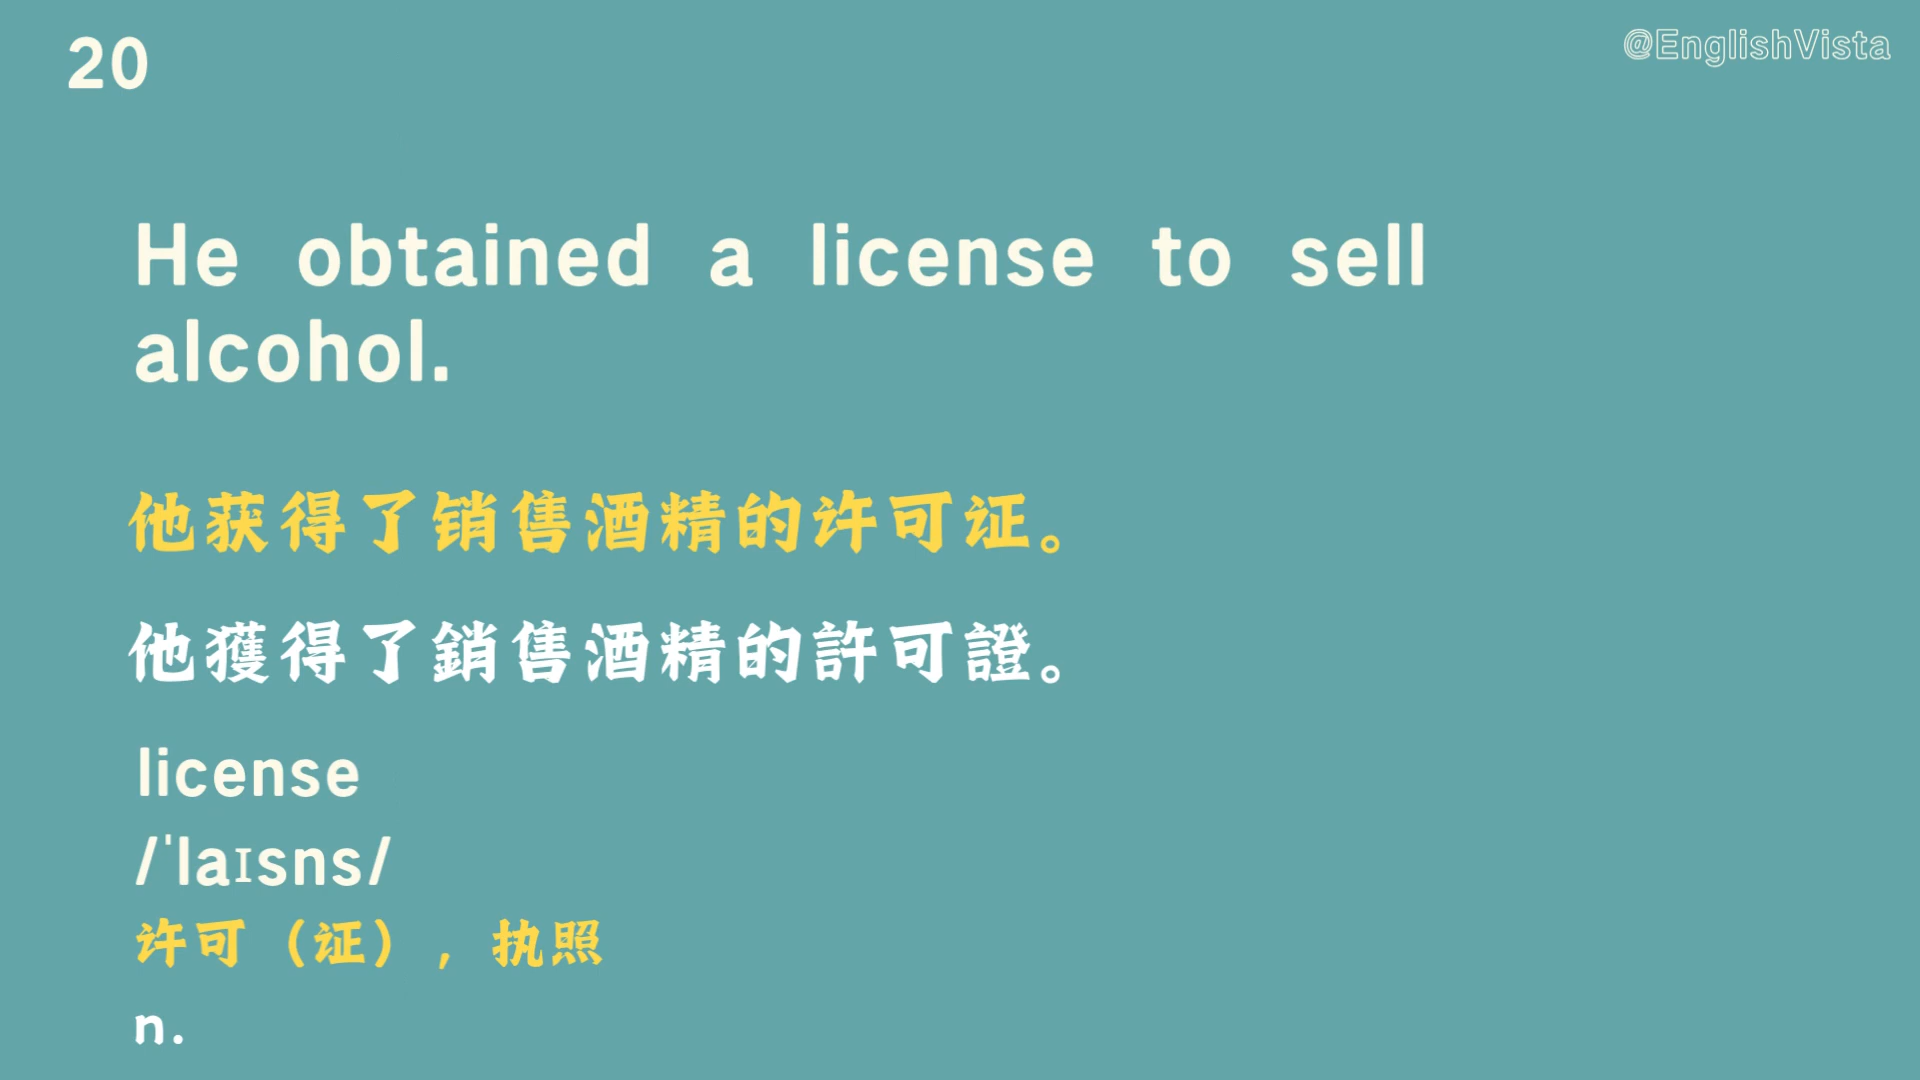 20
@EnglishVista
He obtained a license to sell
alcohol.
他获得了销售酒精的许可证。
他獲得了銷售酒精的許可證。
license
/ˈlaɪsns/
许可（证），执照
n.